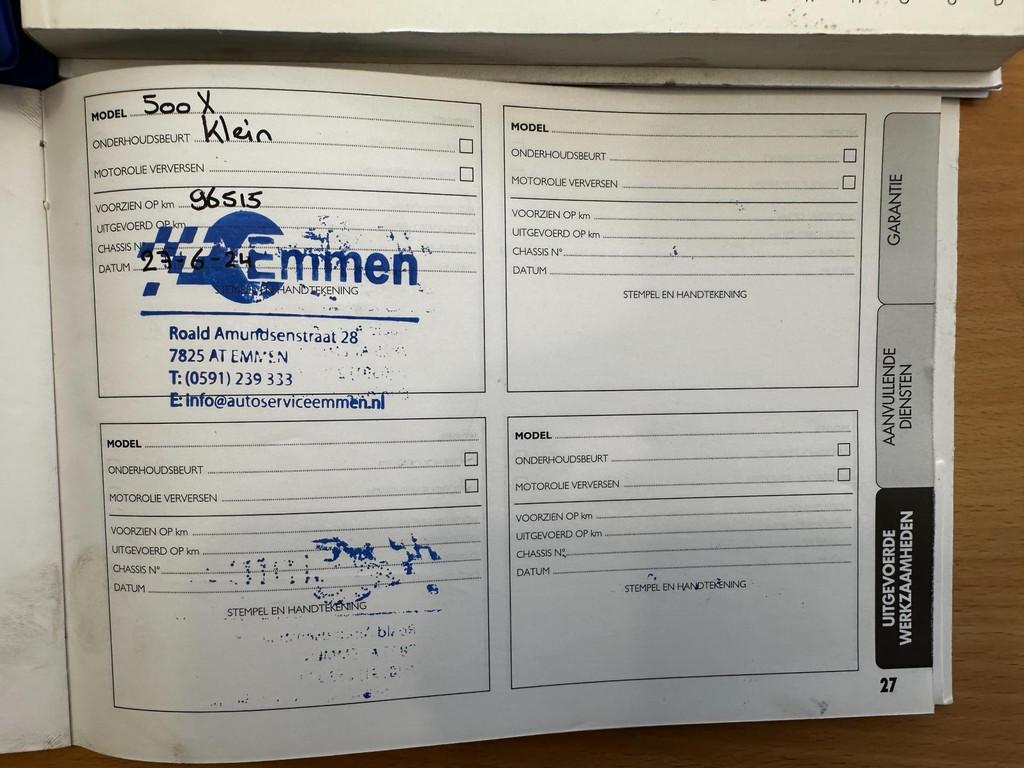 MODEL 500 X
ONDERHOUDSBEURT Klein
MOTOROLIE VERVERSEN
VOORZIEN OP km 96515
UITGEVOERD OP km
CHASSIS N°
DATUM 27-6-24
Emmen
STEMPEL EN HANDTEKENING
Roald Amundsenstraat 28
7825 AT EMMEN
T: (0591) 239 333
E: info@autoserviceemmen.nl
MODEL
ONDERHOUDSBEURT
MOTOROLIE VERVERSEN
VOORZIEN OP km
UITGEVOERD OP km
CHASSIS N°
DATUM
STEMPEL EN HANDTEKENING
MODEL
ONDERHOUDSBEURT
MOTOROLIE VERVERSEN
VOORZIEN OP km
UITGEVOERD OP km
CHASSIS N°
DATUM
STEMPEL EN HANDTEKENING
MODEL
ONDERHOUDSBEURT
MOTOROLIE VERVERSEN
VOORZIEN OP km
UITGEVOERD OP km
CHASSIS N°
DATUM
STEMPEL EN HANDTEKENING
GARANTIE
AANVULLENDE
DIENSTEN
UITGEVOERDE
WERKZAAMHEDEN
27